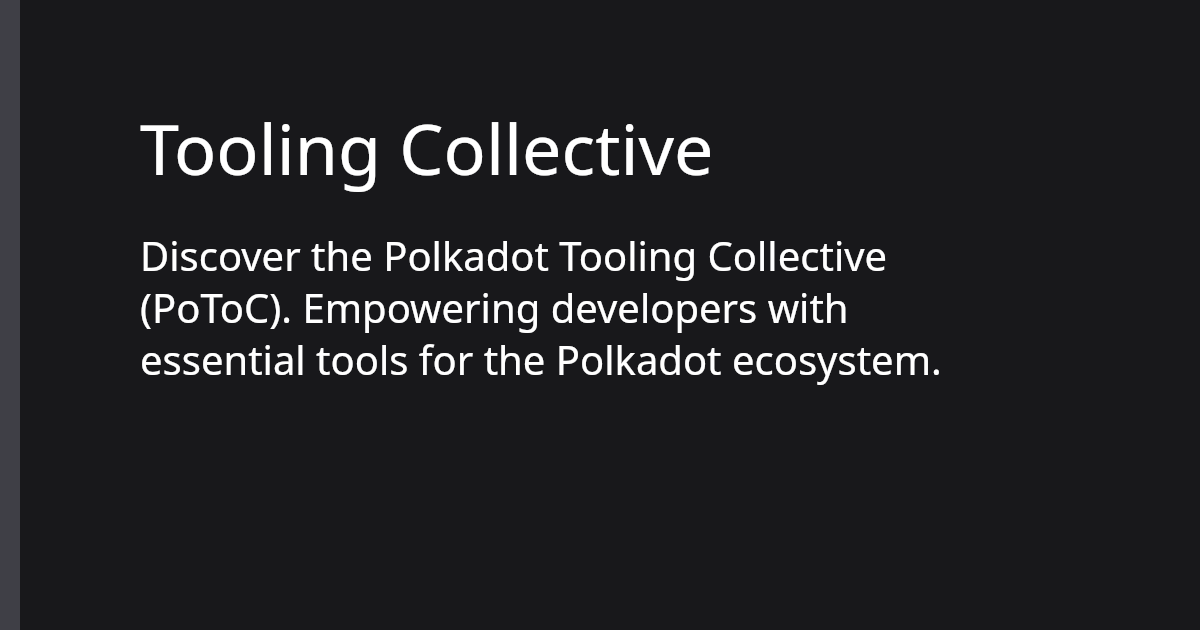 Tooling Collective
Discover the Polkadot Tooling Collective
(PoToC). Empowering developers with
essential tools for the Polkadot ecosystem.